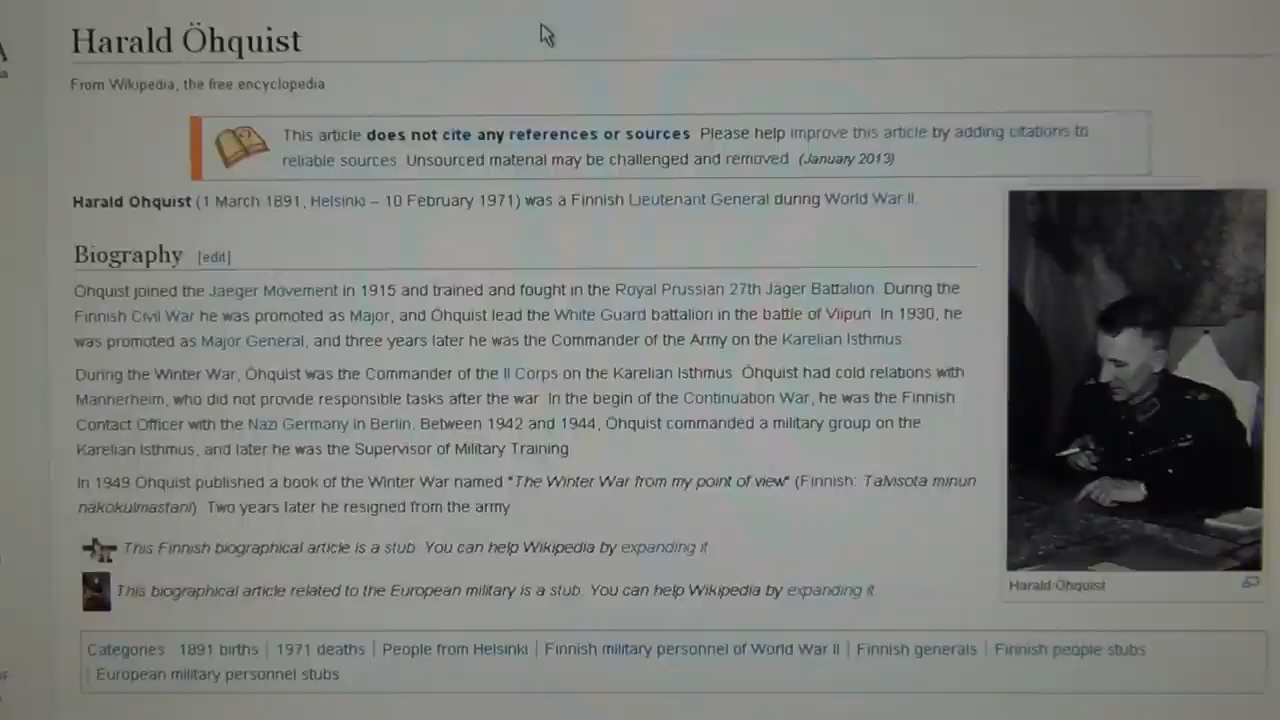 Harald Öhquist
From Wikipedia, the free encyclopedia
This article does not cite any references or sources. Please help improve this article by adding citations to
reliable sources. Unsourced material may be challenged and removed. (January 2013)
Harald Öhquist (1 March 1891, Helsinki – 10 February 1971) was a Finnish Lieutenant General during World War II.
Biography [edit]
Öhquist joined the Jaeger Movement in 1915 and trained and fought in the Royal Prussian 27th Jäger Battalion. During the
Finnish Civil War he was promoted as Major, and Öhquist lead the White Guard battalion in the battle of Viipuri. In 1930, he
was promoted as Major General, and three years later he was the Commander of the Army on the Karelian Isthmus.
During the Winter War, Öhquist was the Commander of the II Corps on the Karelian Isthmus. Öhquist had cold relations with
Mannerheim, who did not provide responsible tasks after the war. In the begin of the Continuation War, he was the Finnish
Contact Officer with the Nazi Germany in Berlin. Between 1942 and 1944, Öhquist commanded a military group on the
Karelian Isthmus, and later he was the Supervisor of Military Training.
In 1949 Öhquist published a book of the Winter War named "The Winter War from my point of view" (Finnish: Talvisota minun
näkökulmastani). Two years later he resigned from the army.
This Finnish biographical article is a stub. You can help Wikipedia by expanding it.
This biographical article related to the European military is a stub. You can help Wikipedia by expanding it.
Harald Öhquist
Categories: 1891 births | 1971 deaths | People from Helsinki | Finnish military personnel of World War II | Finnish generals | Finnish people stubs
| European military personnel stubs